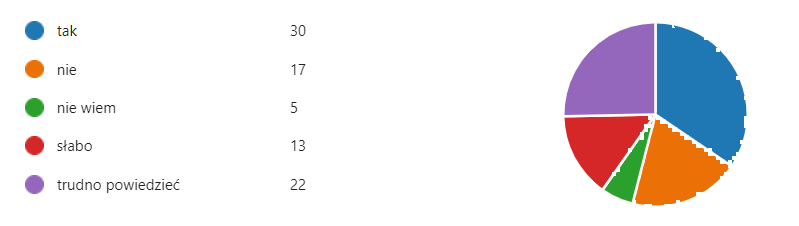 tak 30
nie 17
nie wiem 5
słabo 13
trudno powiedzieć 22